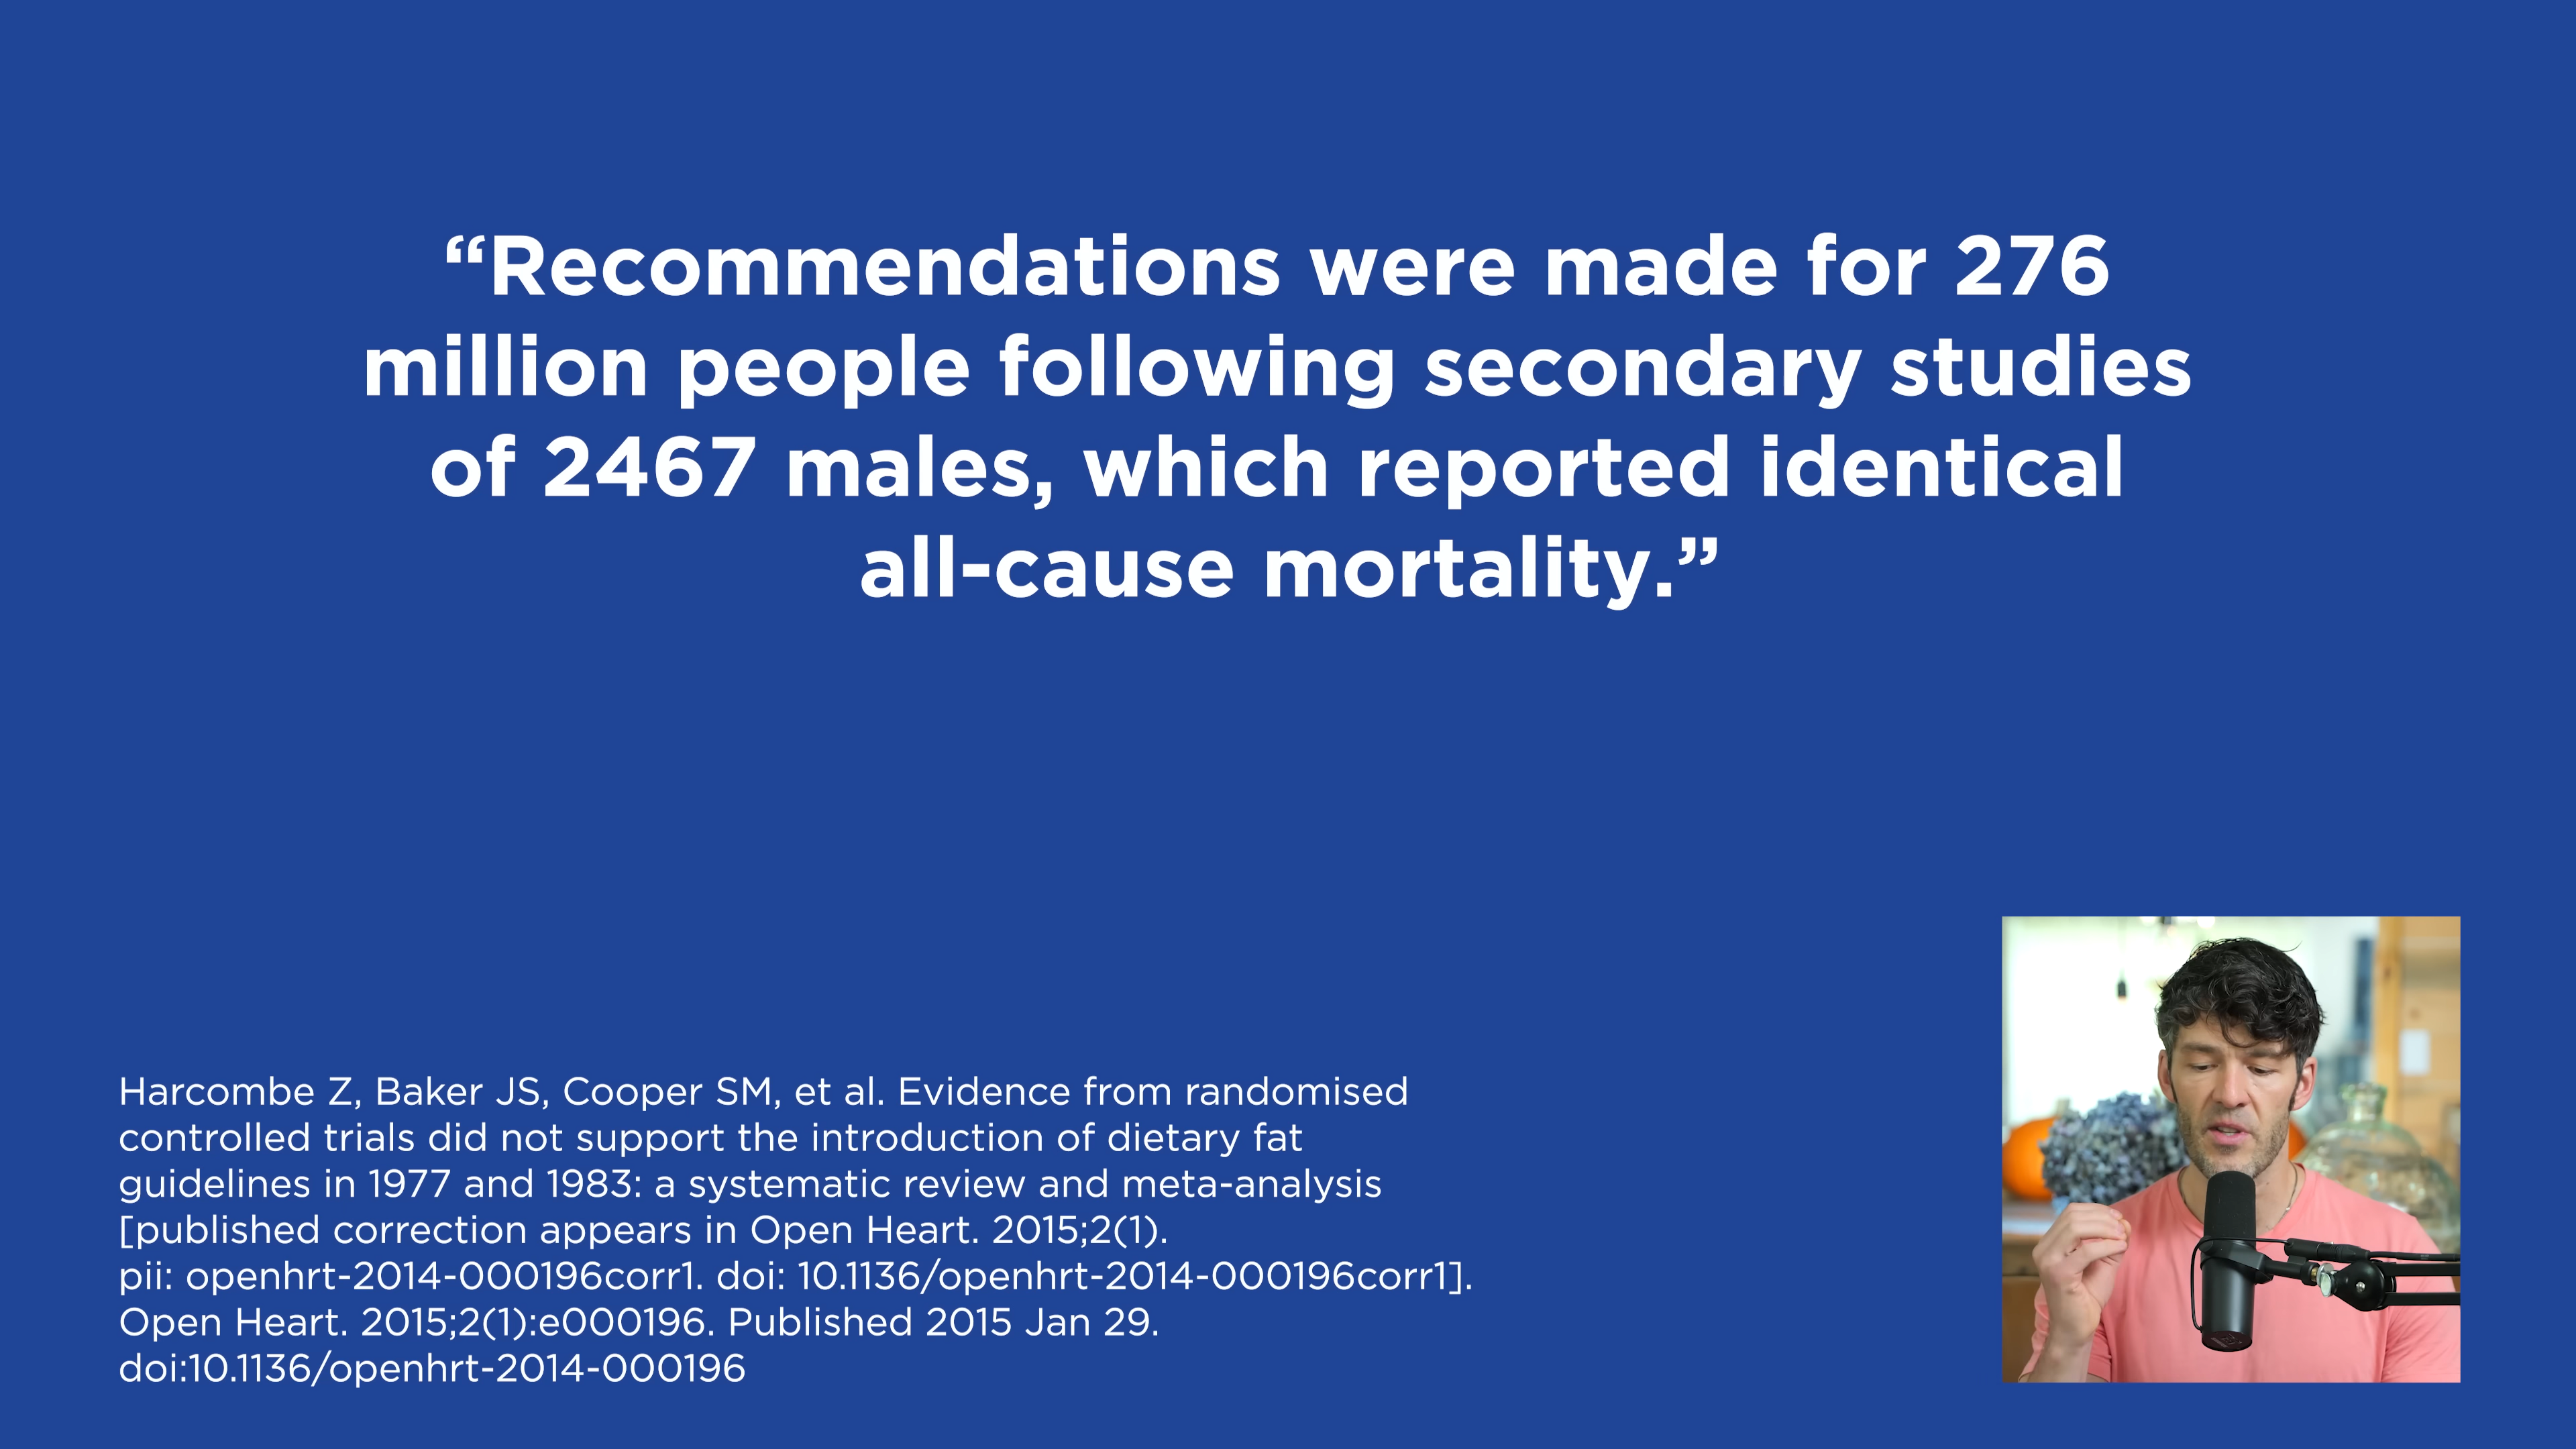 “Recommendations were made for 276
million people following secondary studies
of 2467 males, which reported identical
all-cause mortality.”
Harcombe Z, Baker JS, Cooper SM, et al. Evidence from randomised
controlled trials did not support the introduction of dietary fat
guidelines in 1977 and 1983: a systematic review and meta-analysis
[published correction appears in Open Heart. 2015;2(1).
pii: openhrt-2014-000196corr1. doi: 10.1136/openhrt-2014-000196corr1].
Open Heart. 2015;2(1):e000196. Published 2015 Jan 29.
doi:10.1136/openhrt-2014-000196